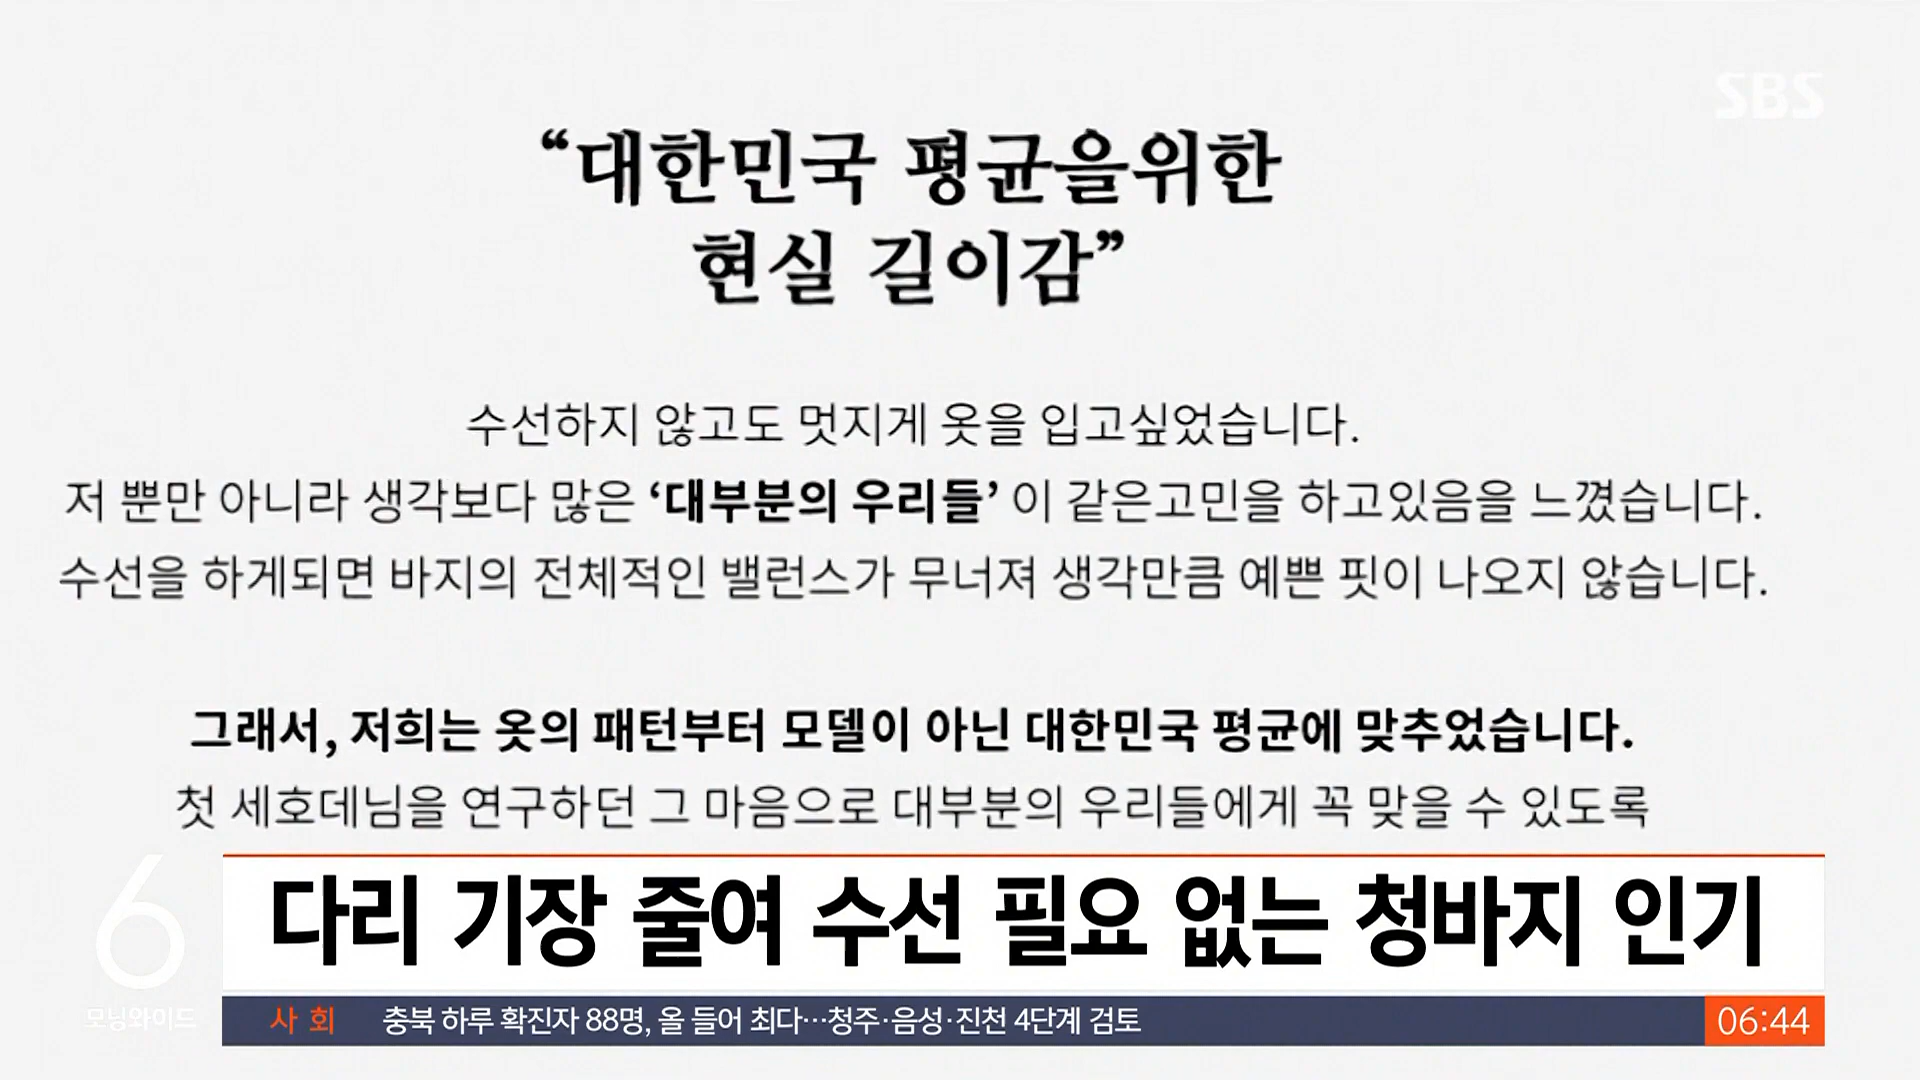 SBS
“대한민국 평균을위한
현실 길이감”
수선하지 않고도 멋지게 옷을 입고싶었습니다.
저 뿐만 아니라 생각보다 많은 ‘대부분의 우리들’ 이 같은고민을 하고있음을 느꼈습니다.
수선을 하게되면 바지의 전체적인 밸런스가 무너져 생각만큼 예쁜 핏이 나오지 않습니다.
그래서, 저희는 옷의 패턴부터 모델이 아닌 대한민국 평균에 맞추었습니다.
첫 세호데님을 연구하던 그 마음으로 대부분의 우리들에게 꼭 맞을 수 있도록
6
모닝와이드
다리 기장 줄여 수선 필요 없는 청바지 인기
사회 충북 하루 확진자 88명, 올 들어 최다…청주·음성·진천 4단계 검토
06:44